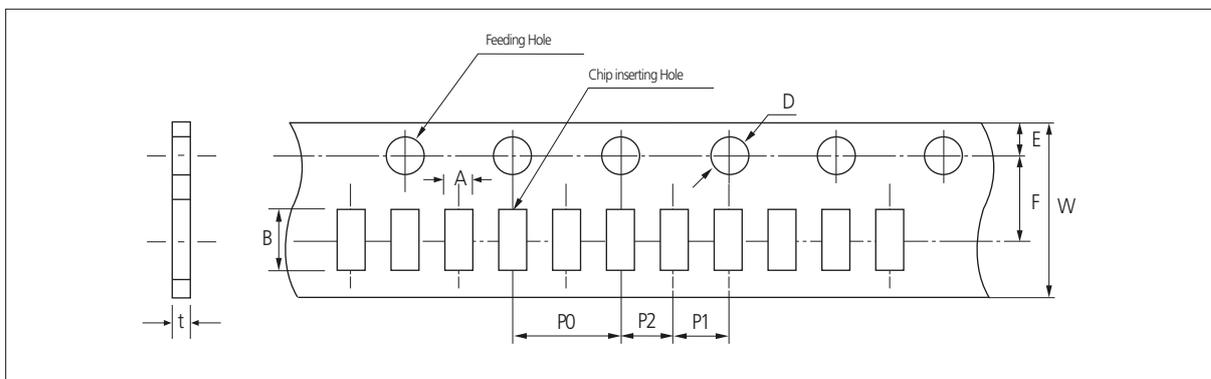 Feeding Hole
Chip inserting Hole
D
E
A
F
W
B
t
P0
P2
P1